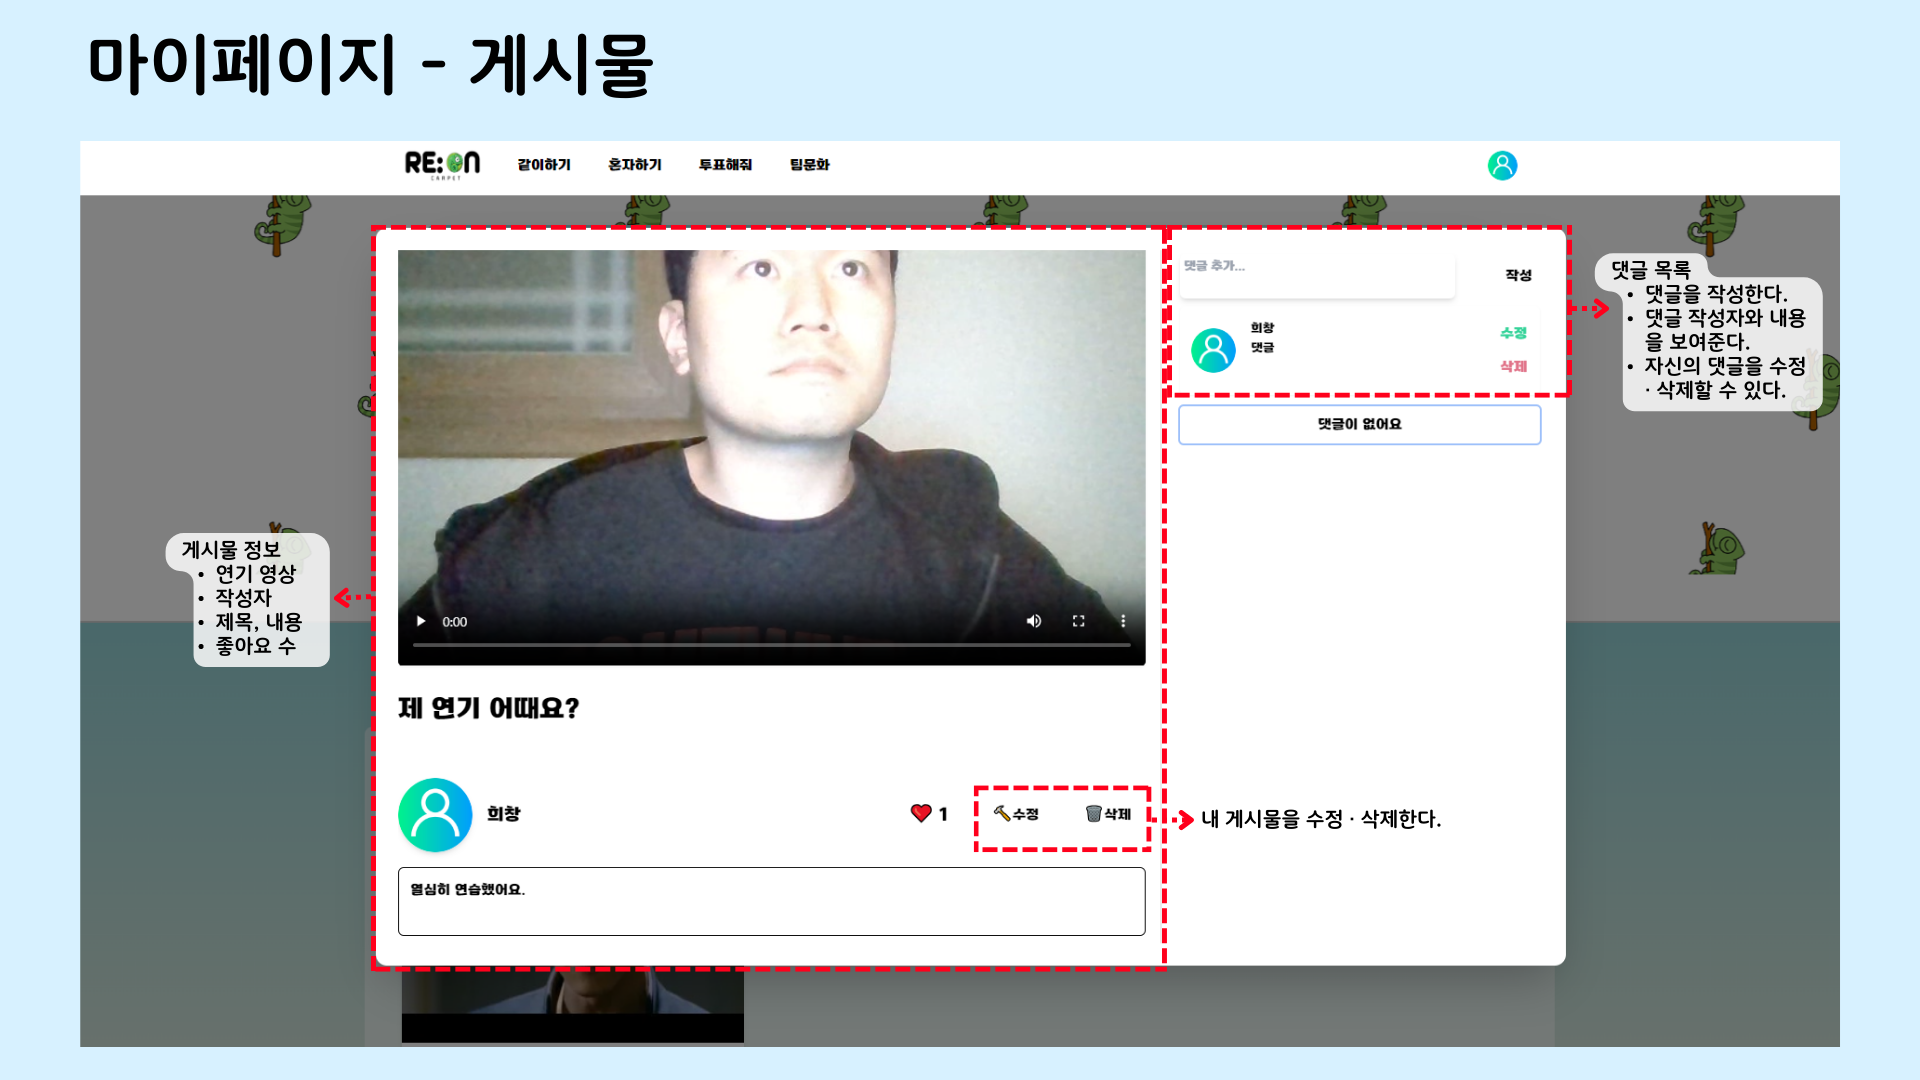 마이페이지 - 게시물
RE:ON
CARPET
같이하기
혼자하기
투표해줘
팀문화
댓글 추가...
작성
희창
댓글
수정
삭제
댓글이 없어요
댓글 목록
• 댓글을 작성한다.
• 댓글 작성자와 내용
을 보여준다.
• 자신의 댓글을 수정
· 삭제할 수 있다.
게시물 정보
• 연기 영상
• 작성자
• 제목, 내용
• 좋아요 수
0:00
제 연기 어때요?
희창
1
수정
삭제
내 게시물을 수정 · 삭제한다.
열심히 연습했어요.